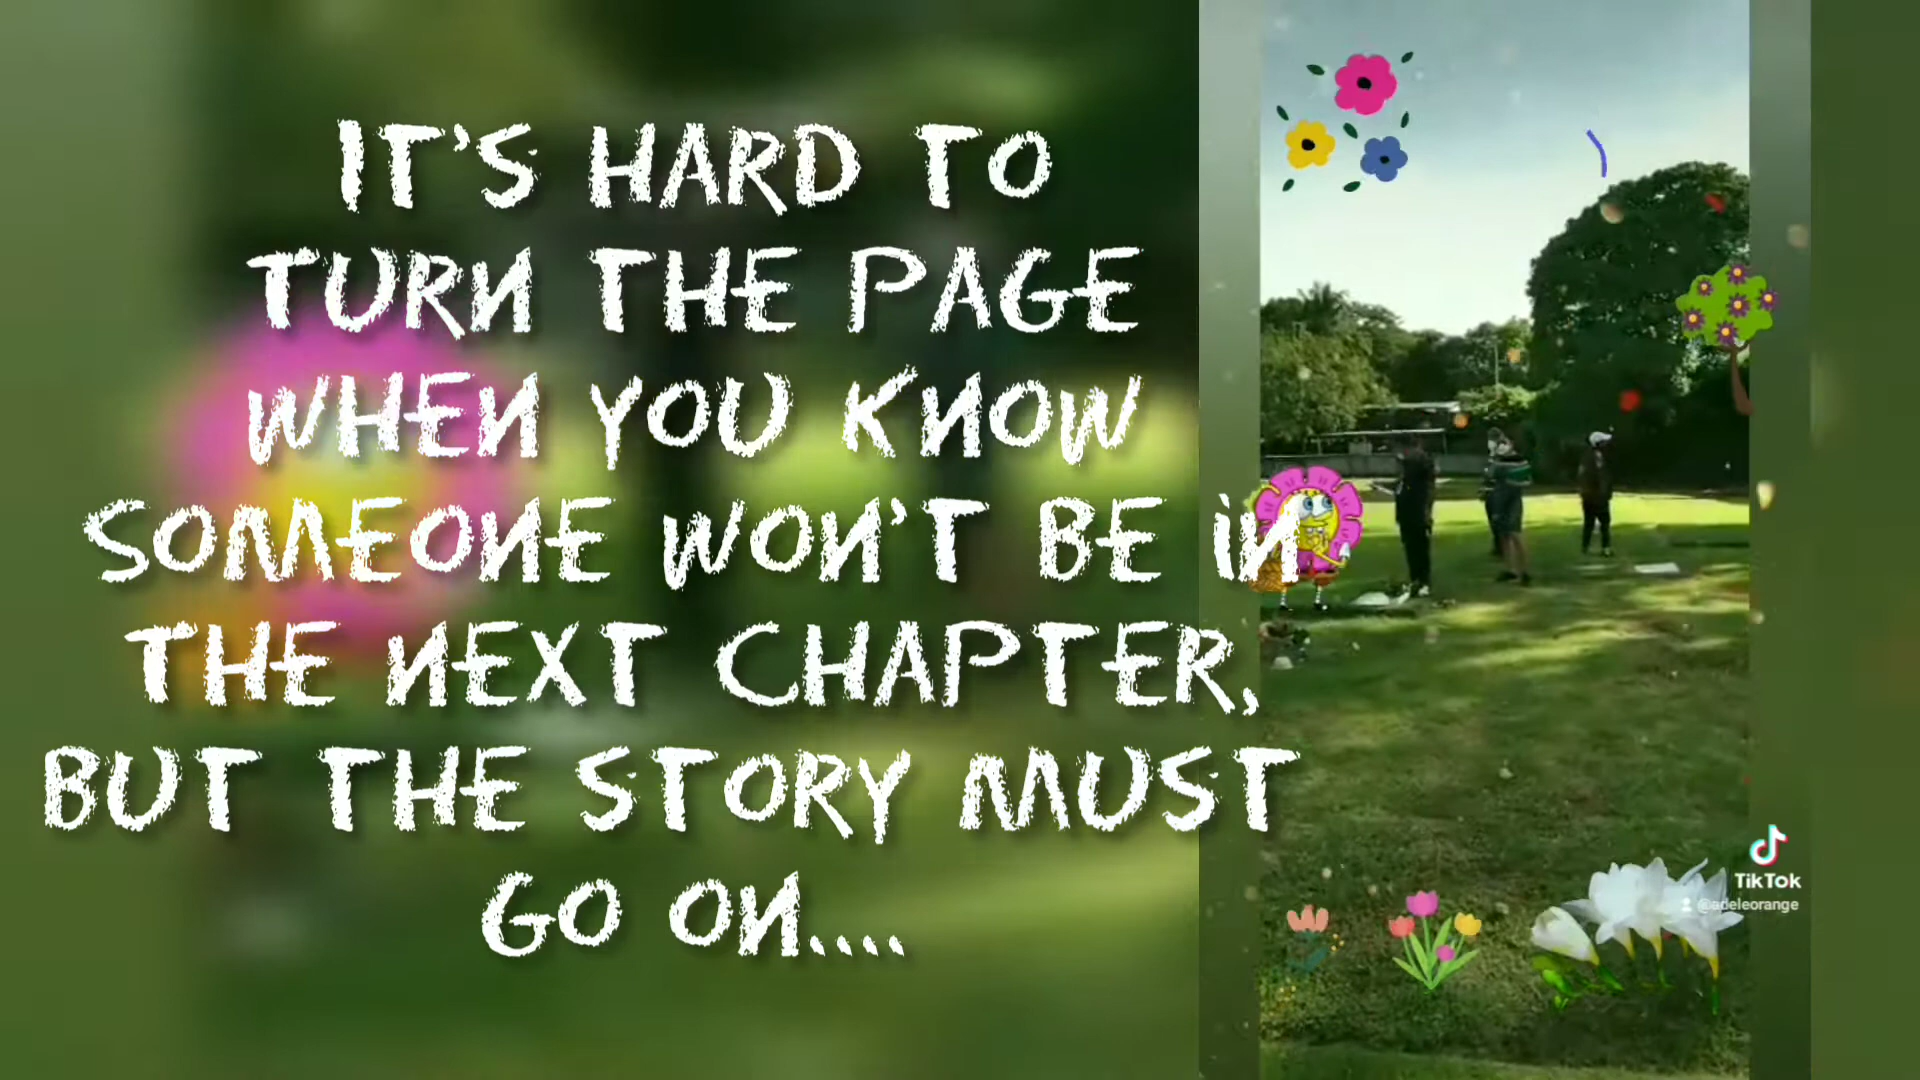 IT'S HARD TO
TURN THE PAGE
WHEN YOU KNOW
SOMEONE WON'T BE iN
THE NEXT CHAPTER,
BUT THE STORY MUST
GO ON....
TikTok
@adeleorange